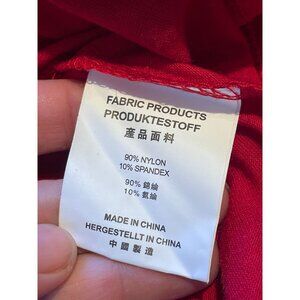 FABRIC PRODUCTS
PRODUKTESTOFF
産品面料
90% NYLON
10% SPANDEX
90% 錦綸
10% 氨綸
MADE IN CHINA
HERGESTELLT IN CHINA
中國製造